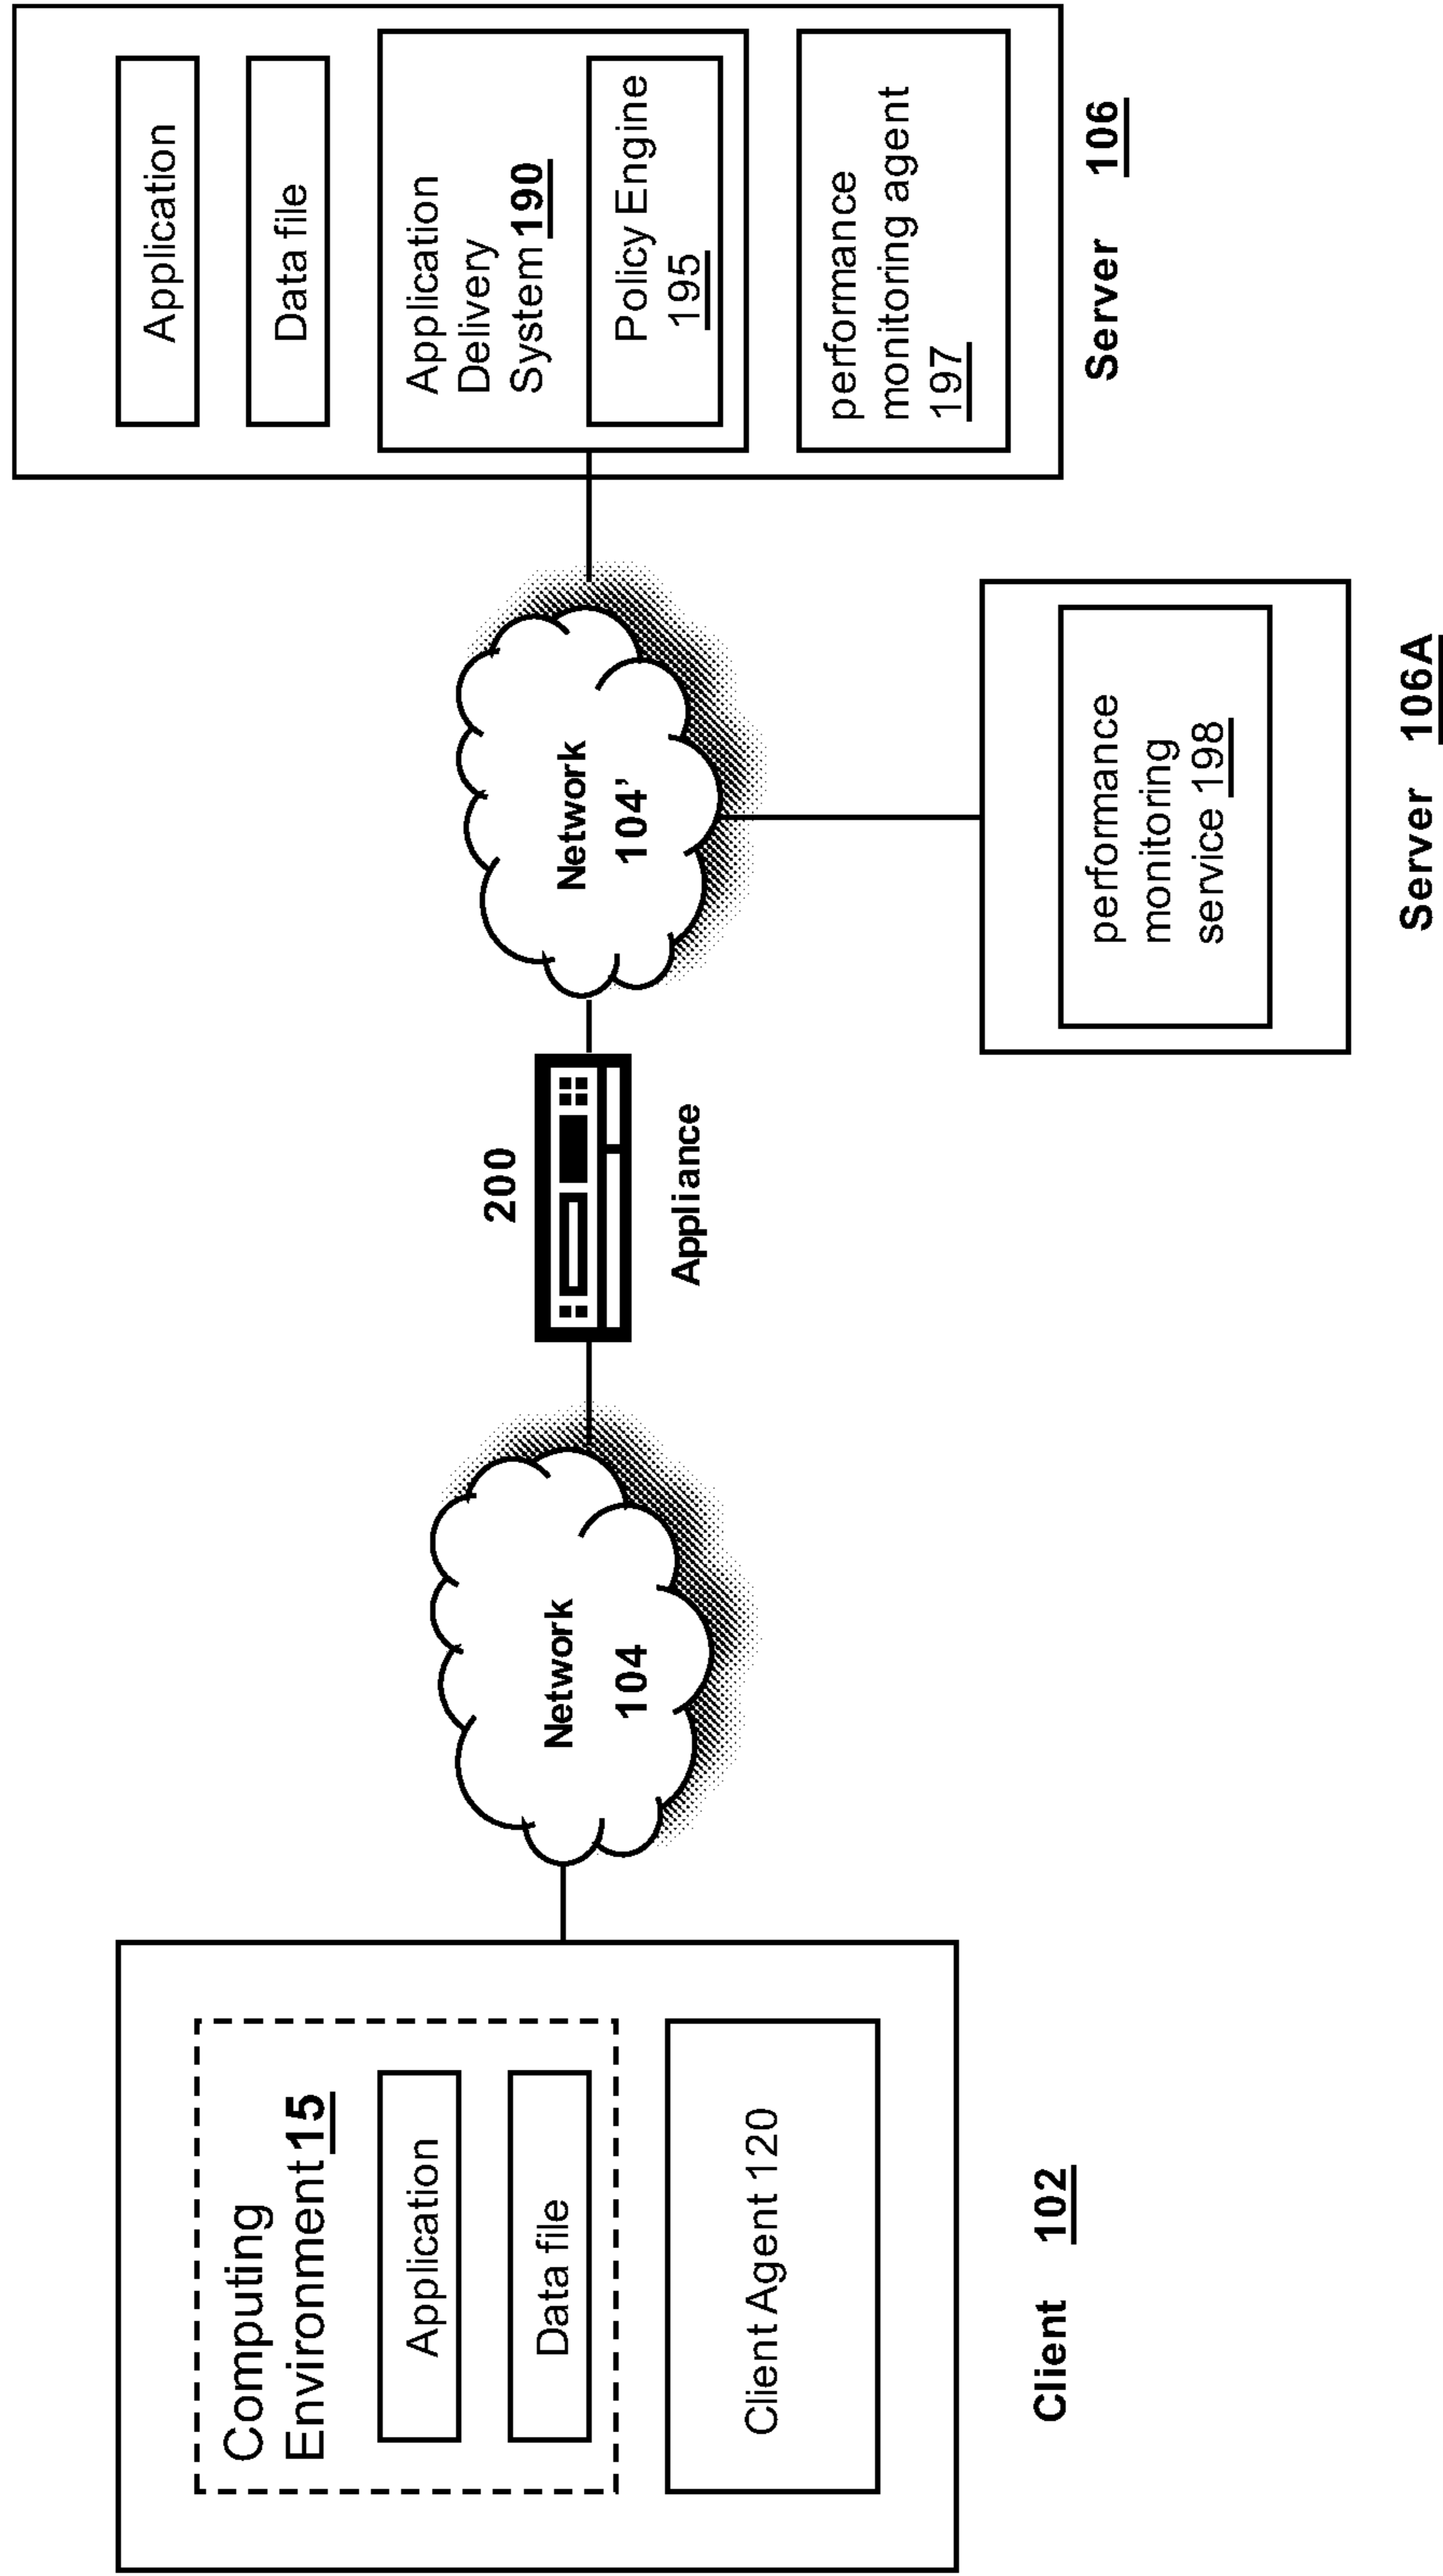 Computing
Environment 15
Application
Data file
Client Agent 120
Client 102
Network
104
200
Appliance
Network
104’
performance
monitoring
service 198
Server 106A
Application
Data file
Application
Delivery
System 190
Policy Engine
195
performance
monitoring agent
197
Server 106